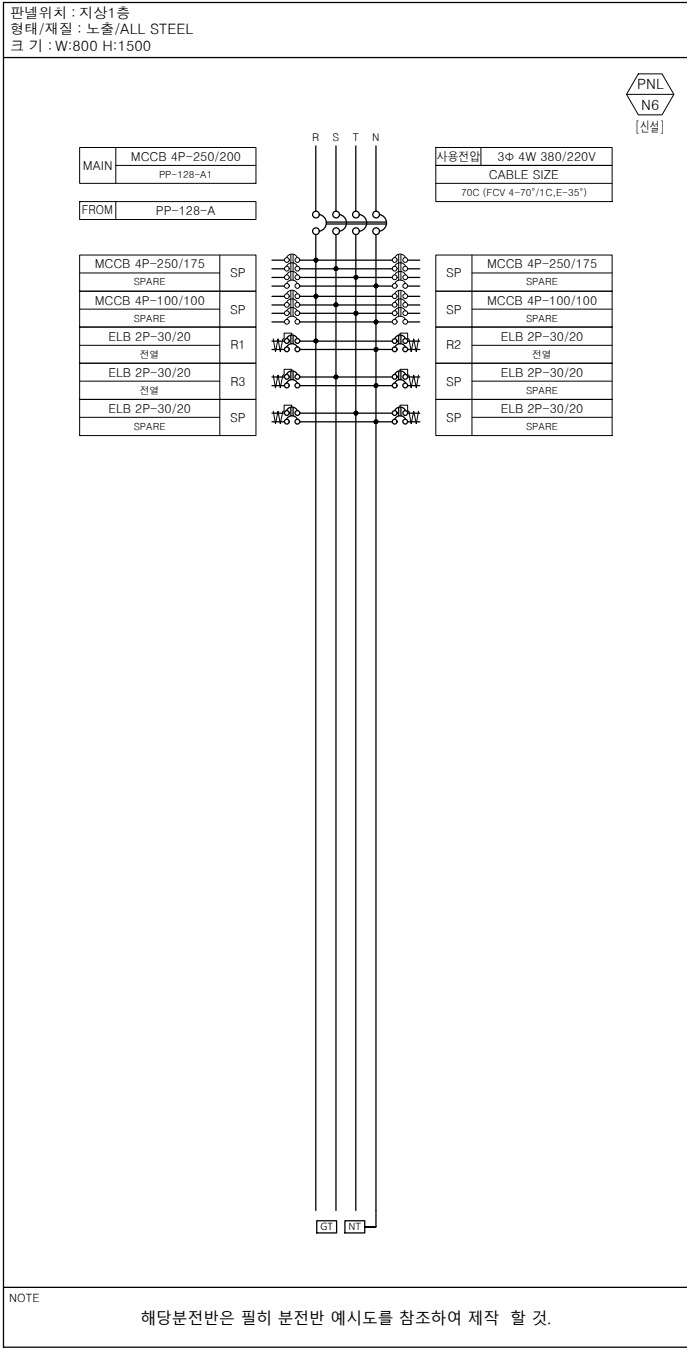 판넬위치 : 지상1층
형태/재질 : 노출/ALL STEEL
크 기 : W:800 H:1500
PNL
N6
[신설]
R S T N
MAIN
MCCB 4P-250/200
PP-128-A1
FROM PP-128-A
사용전압 3Φ 4W 380/220V
CABLE SIZE
70C (FCV 4-70°/1C,E-35°)
MCCB 4P-250/175
SPARE
SP
SP
MCCB 4P-250/175
SPARE
MCCB 4P-100/100
SPARE
SP
SP
MCCB 4P-100/100
SPARE
ELB 2P-30/20
전열
R1
R2
ELB 2P-30/20
전열
ELB 2P-30/20
전열
R3
SP
ELB 2P-30/20
SPARE
ELB 2P-30/20
SPARE
SP
SP
ELB 2P-30/20
SPARE
GT NT
NOTE
해당분전반은 필히 분전반 예시도를 참조하여 제작 할 것.